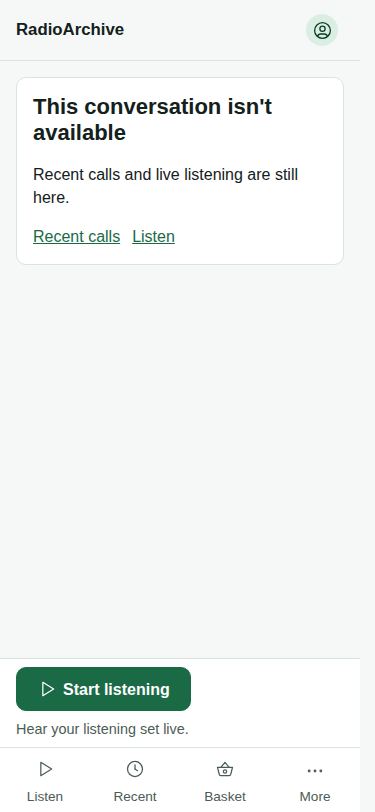 RadioArchive
This conversation isn't
available
Recent calls and live listening are still
here.
Recent calls Listen
Start listening
Hear your listening set live.
Listen Recent Basket More